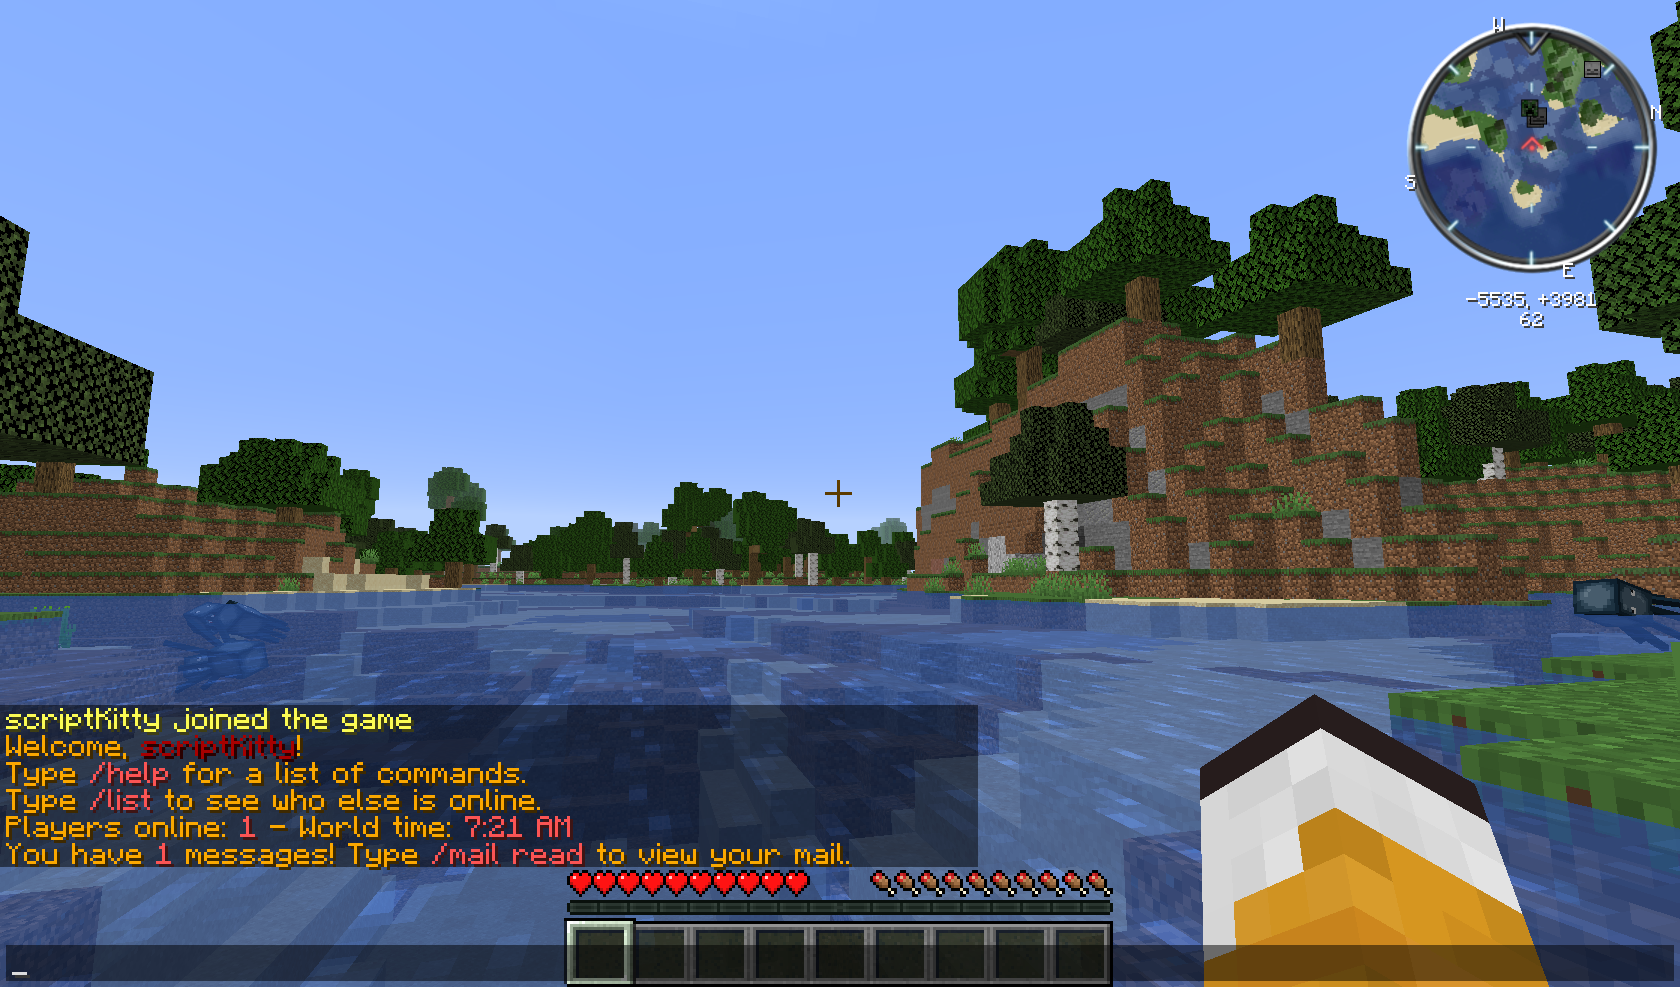 W
N
S
E
-5535, +3981
62
scriptKitty joined the game
Welcome, scriptKitty!
Type /help for a list of commands.
Type /list to see who else is online.
Players online: 1 - World time: 7:21 AM
You have 1 messages! Type /mail read to view your mail.
_